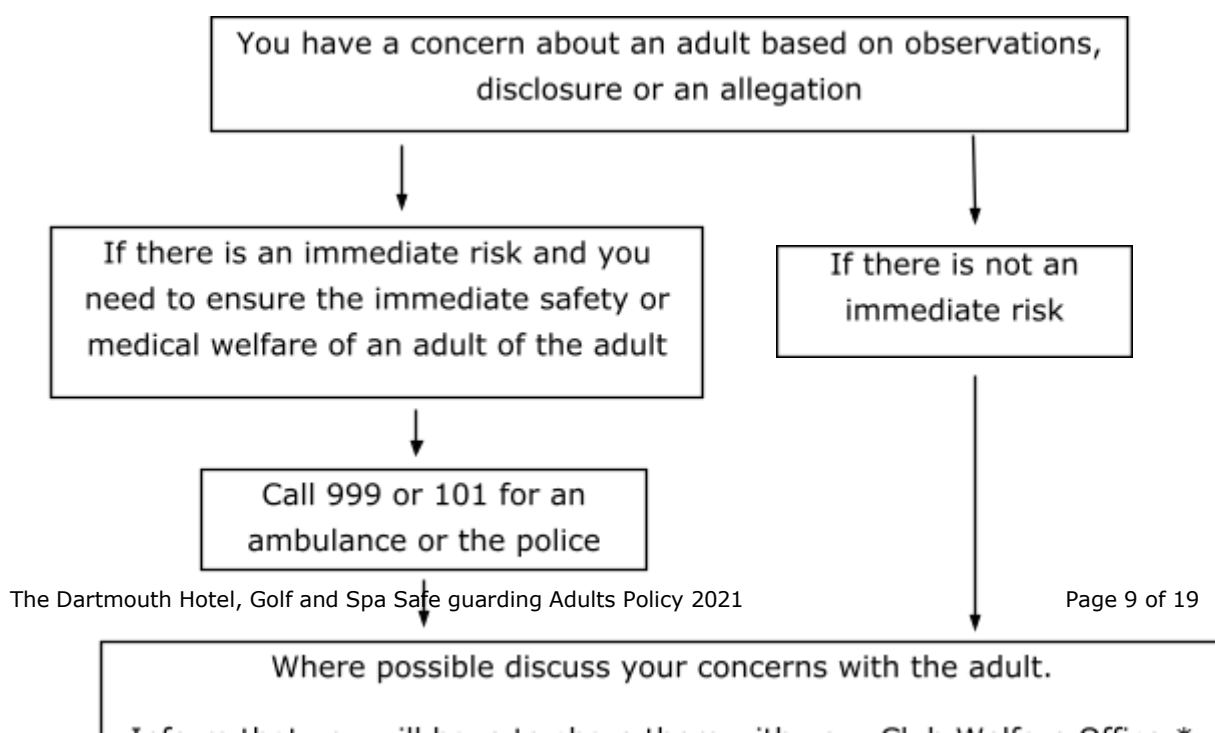 You have a concern about an adult based on observations,
disclosure or an allegation
If there is an immediate risk and you
need to ensure the immediate safety or
medical welfare of an adult of the adult
If there is not an
immediate risk
Call 999 or 101 for an
ambulance or the police
The Dartmouth Hotel, Golf and Spa Safe guarding Adults Policy 2021
Page 9 of 19
Where possible discuss your concerns with the adult.